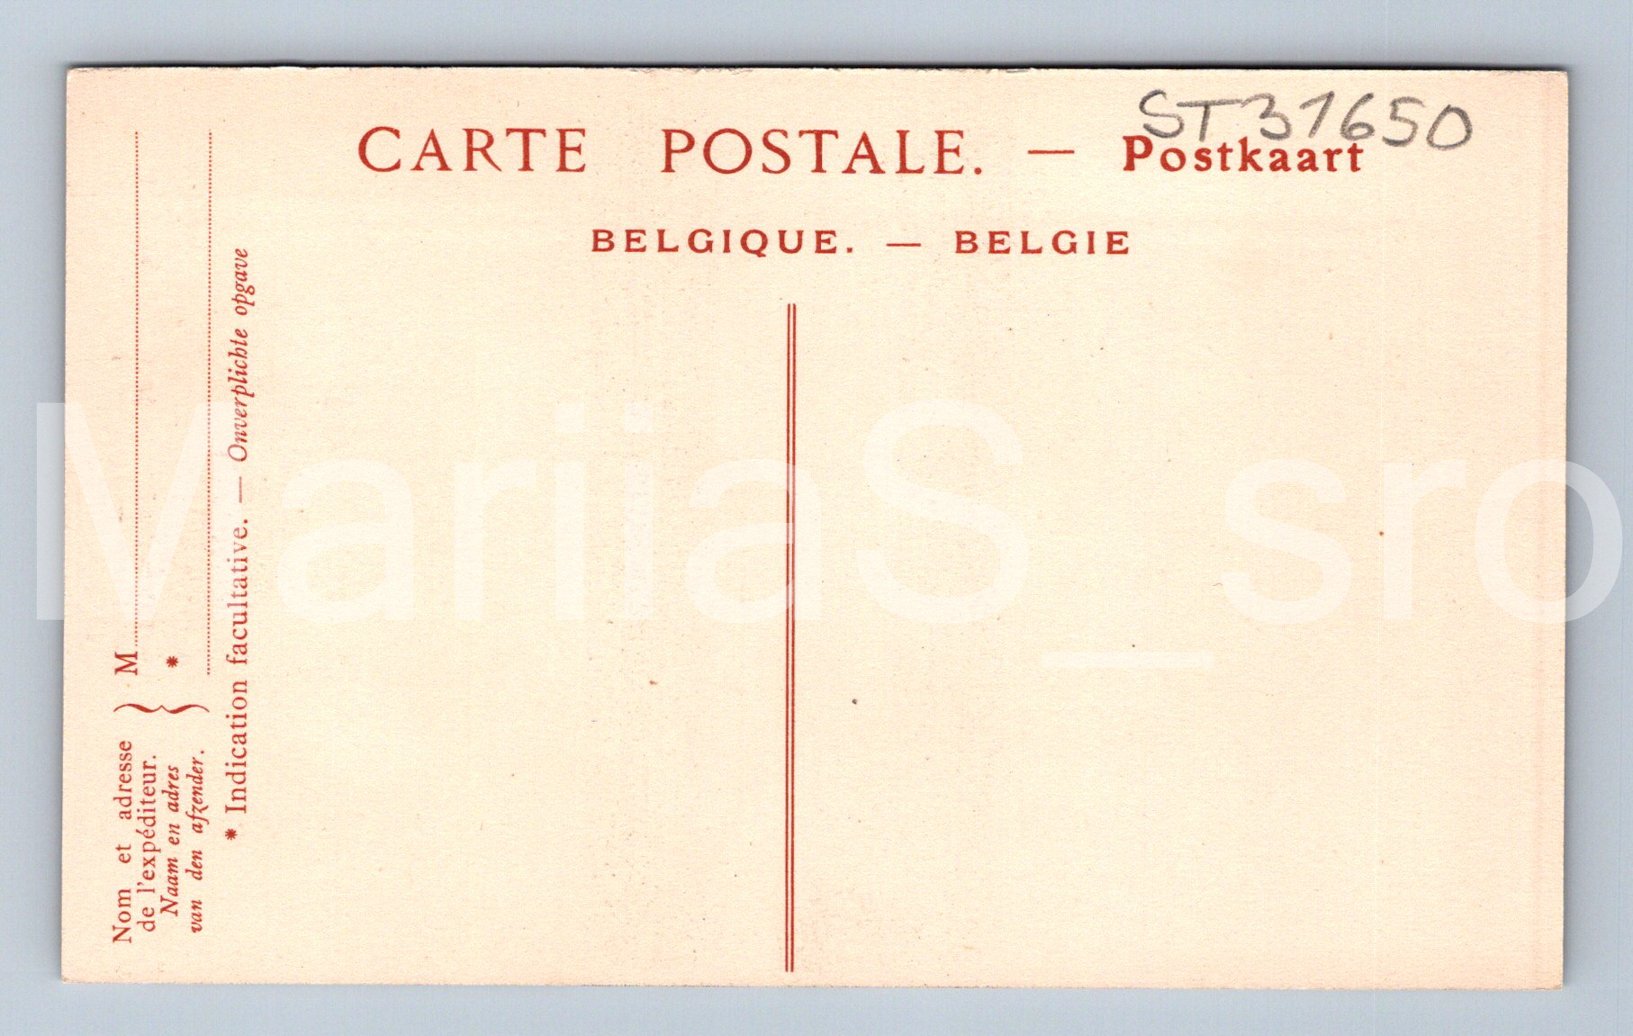 ST31650
CARTE POSTALE. — Postkaart
BELGIQUE. — BELGIE
Nom et adresse
de l'expéditeur.
Naam en adres
van den afzender.
M
*
* Indication facultative. — Onverplichte opgave
MariiaS_sro